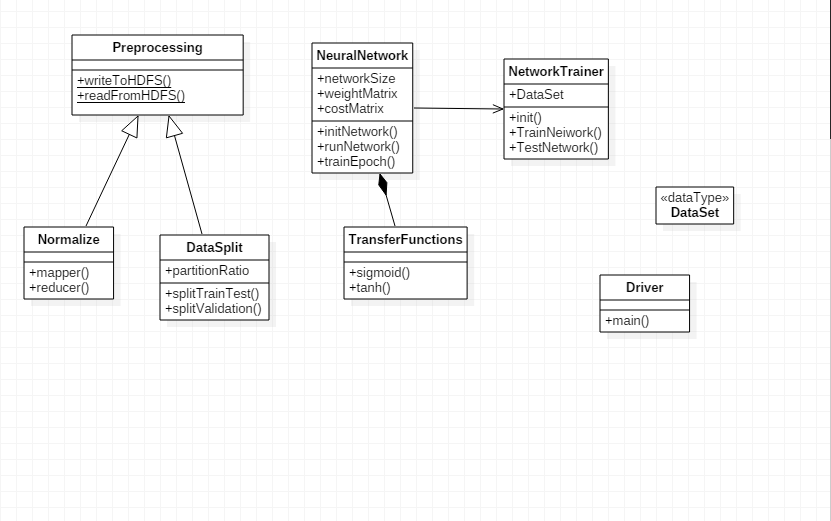 Preprocessing
+writeToHDFS()
+readFromHDFS()
NeuralNetwork
+networkSize
+weightMatrix
+costMatrix
+initNetwork()
+runNetwork()
+trainEpoch()
NetworkTrainer
+DataSet
+init()
+TrainNeiwork()
+TestNetwork()
«dataType»
DataSet
Normalize
+mapper()
+reducer()
DataSplit
+partitionRatio
+splitTrainTest()
+splitValidation()
TransferFunctions
+sigmoid()
+tanh()
Driver
+main()